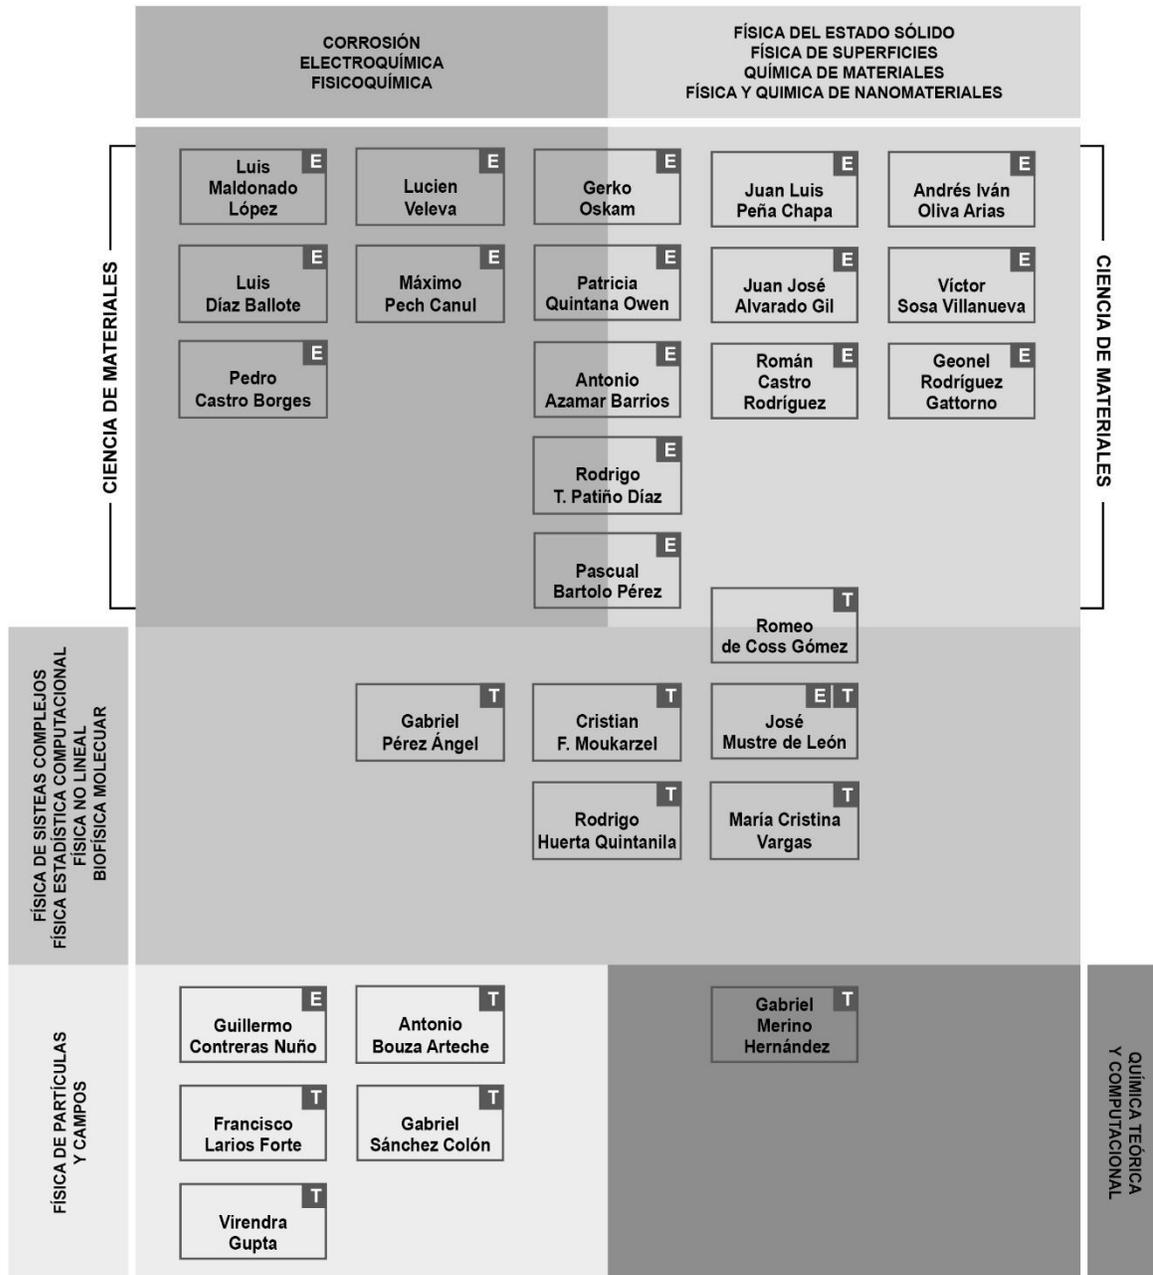 CORROSIÓN
ELECTROQUÍMICA
FISICOQUÍMICA
FÍSICA DEL ESTADO SÓLIDO
FÍSICA DE SUPERFICIES
QUÍMICA DE MATERIALES
FÍSICA Y QUIMICA DE NANOMATERIALES
CIENCIA DE MATERIALES
E
Luis
Maldonado
López
E
Lucien
Veleva
E
Gerko
Oskam
E
Juan Luis
Peña Chapa
E
Andrés Iván
Oliva Arias
E
Luis
Díaz Ballote
E
Máximo
Pech Canul
E
Patricia
Quintana Owen
E
Juan José
Alvarado Gil
E
Víctor
Sosa Villanueva
E
Pedro
Castro Borges
E
Antonio
Azamar Barrios
E
Román
Castro
Rodríguez
E
Geonel
Rodríguez
Gattorno
E
Rodrigo
T. Patiño Díaz
E
Pascual
Bartolo Pérez
CIENCIA DE MATERIALES
T
Romeo
de Coss Gómez
FÍSICA DE SISTEAS COMPLEJOS
FÍSICA ESTADÍSTICA COMPUTACIONAL
FÍSICA NO LINEAL
BIOFÍSICA MOLECUAR
T
Gabriel
Pérez Ángel
T
Cristian
F. Moukarzel
E T
José
Mustre de León
T
Rodrigo
Huerta Quintanila
T
María Cristina
Vargas
FÍSICA DE PARTÍCULAS
Y CAMPOS
E
Guillermo
Contreras Nuño
T
Antonio
Bouza Arteche
T
Gabriel
Merino
Hernández
T
Francisco
Larios Forte
T
Gabriel
Sánchez Colón
T
Virendra
Gupta
QUÍMICA TEÓRICA
Y COMPUTACIONAL